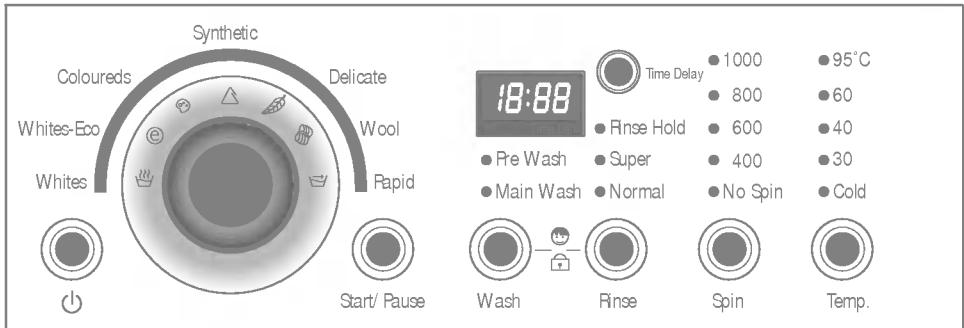 Synthetic
Coloureds
Delicate
Whites-Eco
Wool
Whites
Rapid
e
Start/ Pause
18:88
Time Delay
Rinse Hold
Pre Wash
Super
Main Wash
Normal
1000
800
600
400
No Spin
95°C
60
40
30
Cold
Wash
Rinse
Spin
Temp.